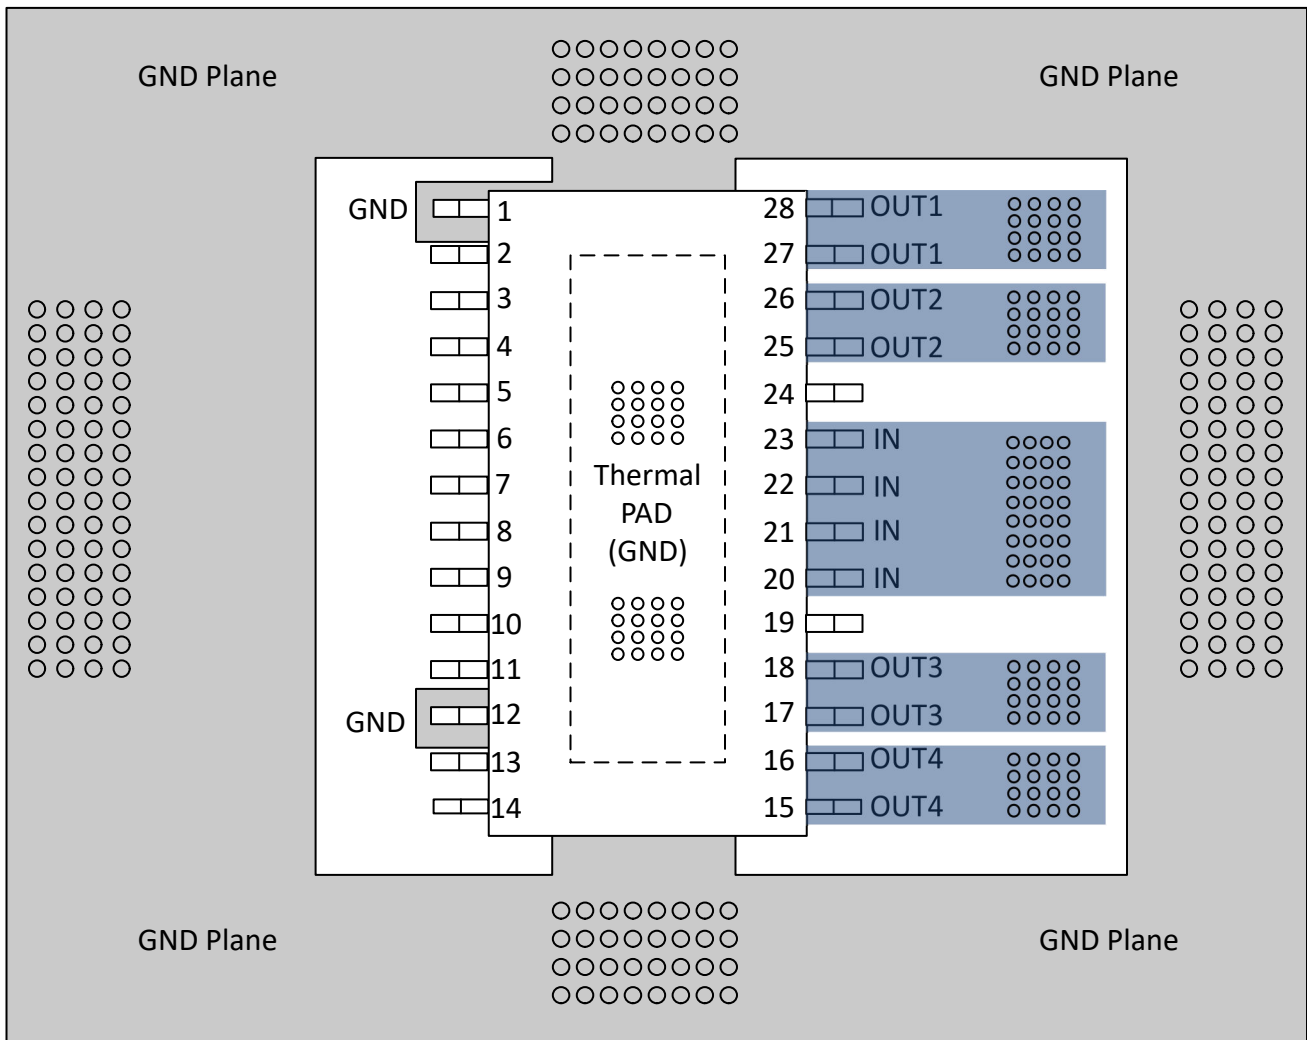 GND Plane
GND Plane
GND
1
28
OUT1
2
27
OUT1
3
26
OUT2
4
25
OUT2
5
24
6
23
IN
7
Thermal
22
IN
8
PAD
21
IN
(GND)
9
20
IN
10
19
11
18
OUT3
GND
12
17
OUT3
13
16
OUT4
14
15
OUT4
GND Plane
GND Plane